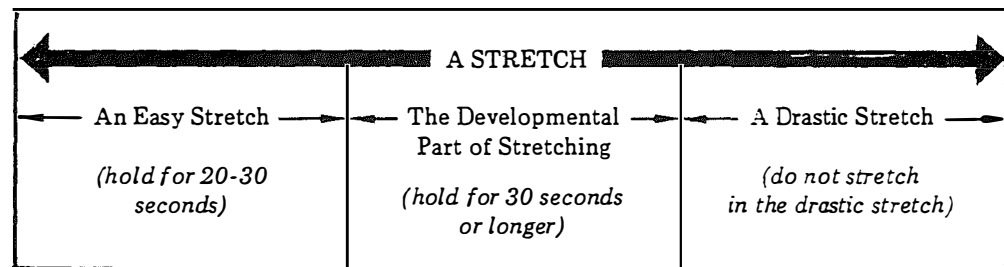 A STRETCH
An Easy Stretch
(hold for 20-30
seconds)
The Developmental
Part of Stretching
(hold for 30 seconds
or longer)
A Drastic Stretch
(do not stretch
in the drastic stretch)